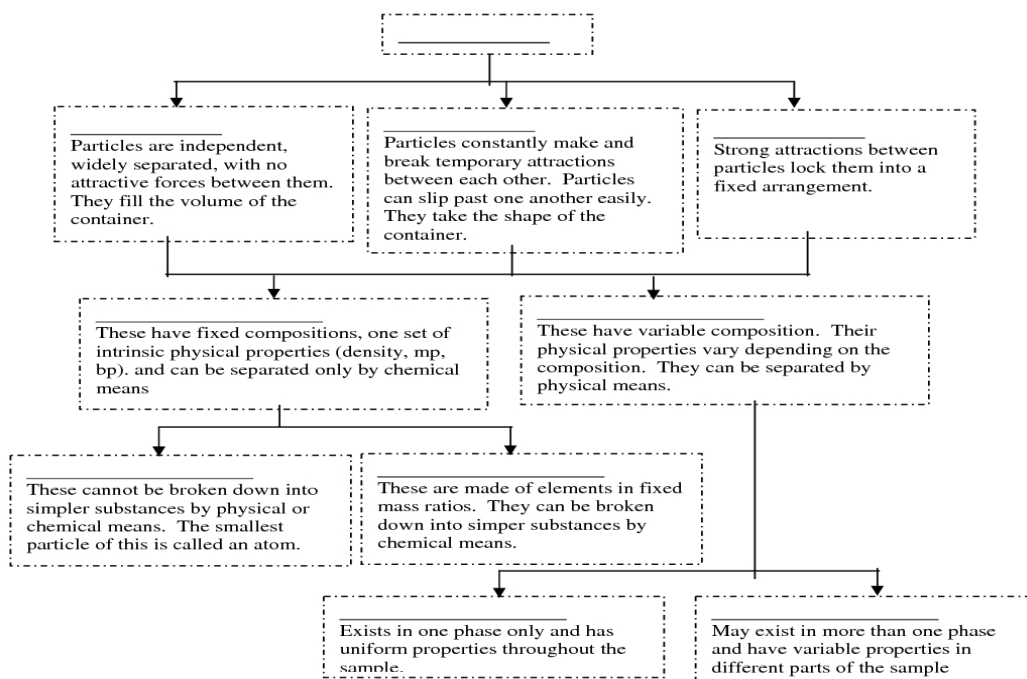 Particles are independent,
widely separated, with no
attractive forces between them.
They fill the volume of the
container.
Particles constantly make and
break temporary attractions
between each other. Particles
can slip past one another easily.
They take the shape of the
container.
Strong attractions between
particles lock them into a
fixed arrangement.
These have fixed compositions, one set of
intrinsic physical properties (density, mp,
bp). and can be separated only by chemical
means
These have variable composition. Their
physical properties vary depending on the
composition. They can be separated by
physical means.
These cannot be broken down into
simpler substances by physical or
chemical means. The smallest
particle of this is called an atom.
These are made of elements in fixed
mass ratios. They can be broken
down into simper substances by
chemical means.
Exists in one phase only and has
uniform properties throughout the
sample.
May exist in more than one phase
and have variable properties in
different parts of the sample